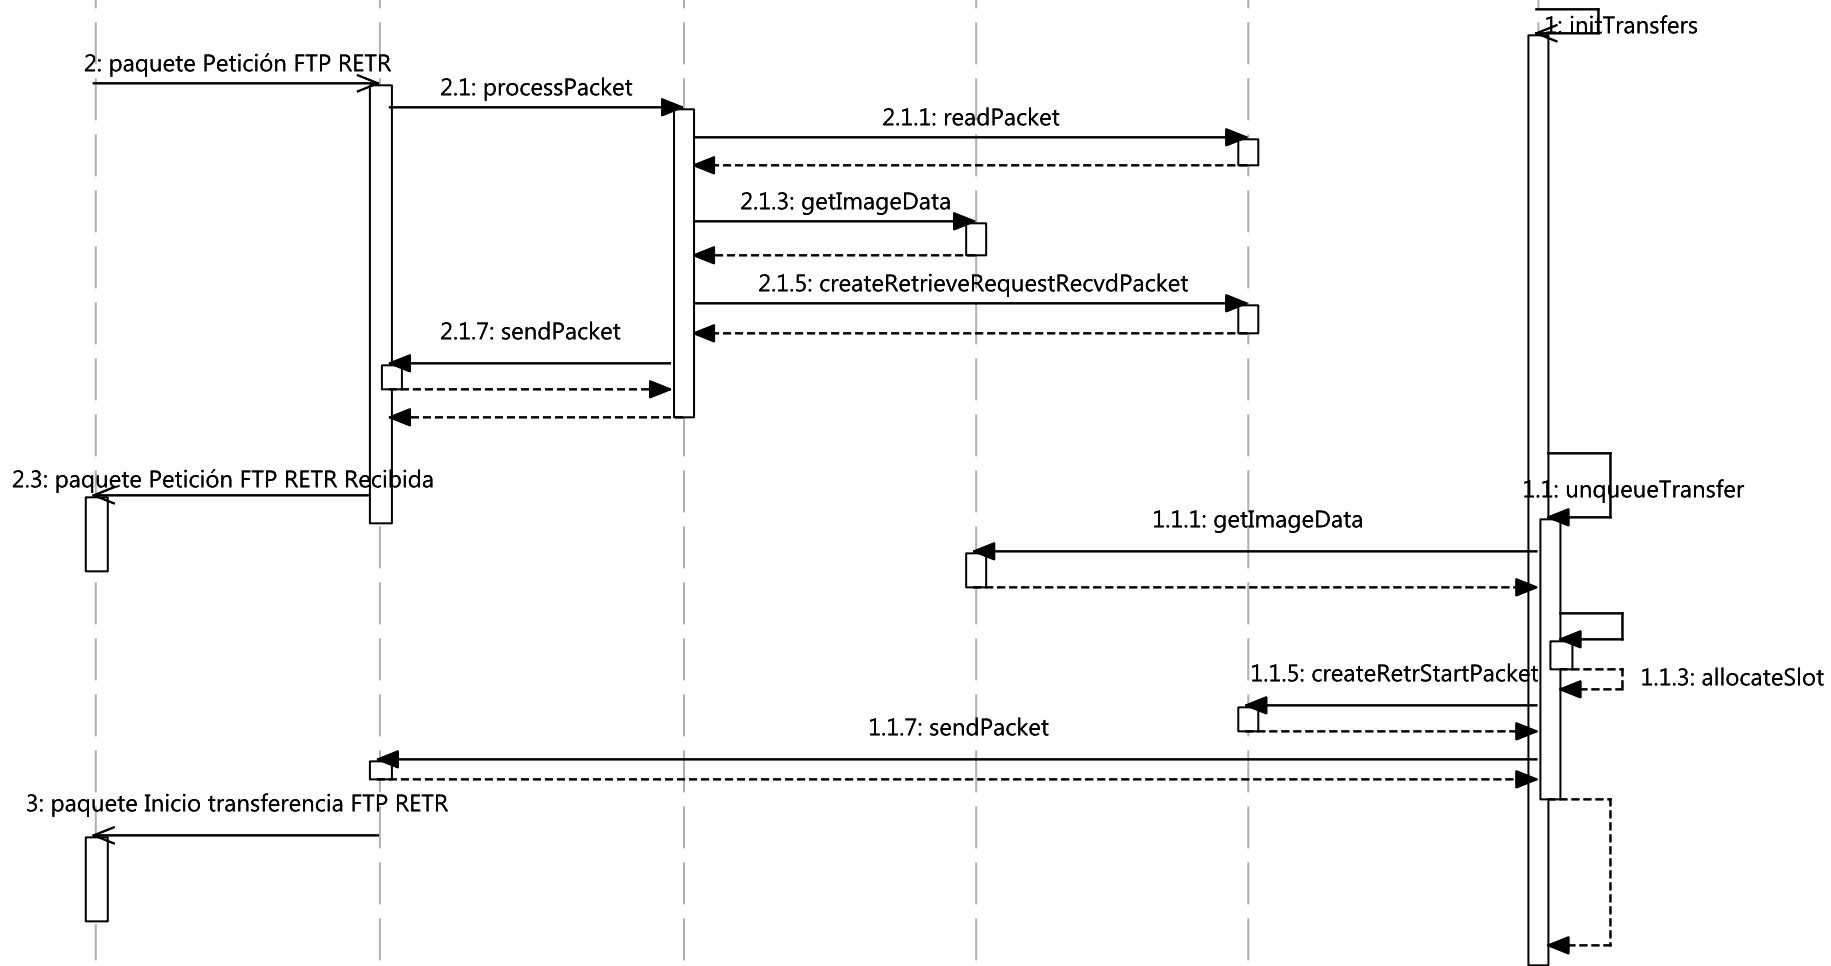 1: initTransfers
2: paquete Petición FTP RETR
2.1: processPacket
2.1.1: readPacket
2.1.3: getImageData
2.1.5: createRetrieveRequestRecvdPacket
2.1.7: sendPacket
2.3: paquete Petición FTP RETR Recibida
1.1: unqueueTransfer
1.1.1: getImageData
1.1.5: createRetrStartPacket
1.1.3: allocateSlot
1.1.7: sendPacket
3: paquete Inicio transferencia FTP RETR